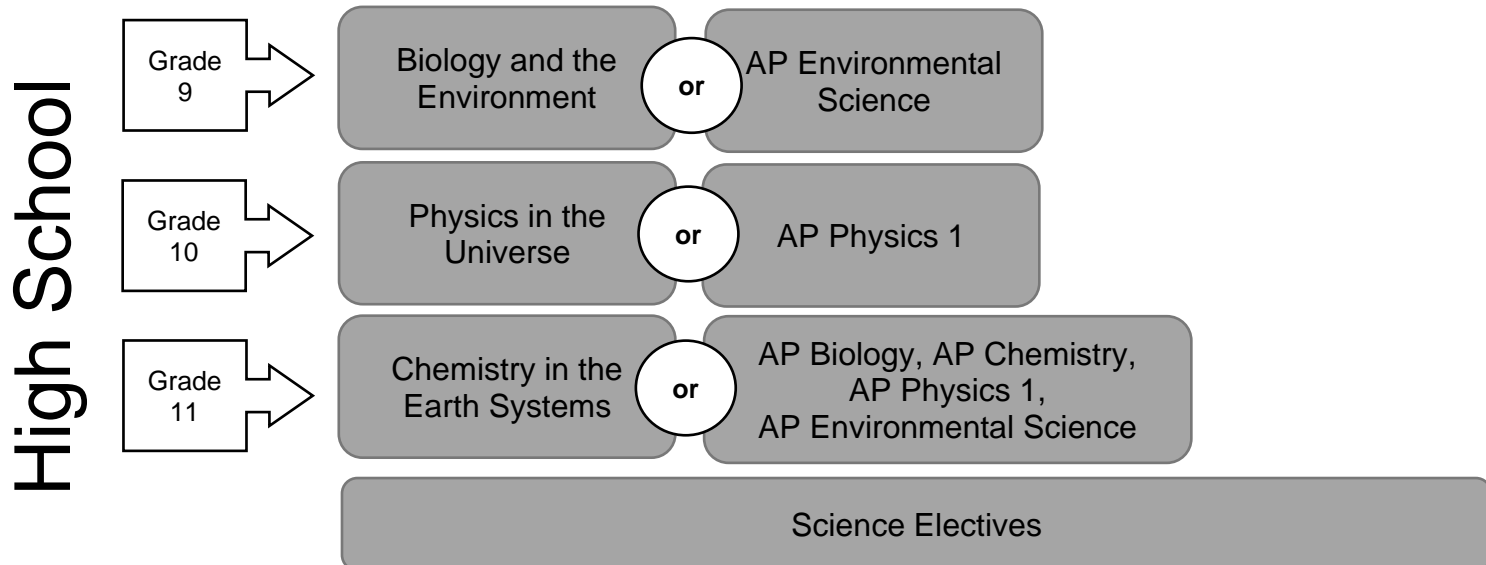 High School
Grade
9
Biology and the
Environment
or
AP Environmental
Science
Grade
10
Physics in the
Universe
or
AP Physics 1
Grade
11
Chemistry in the
Earth Systems
or
AP Biology, AP Chemistry,
AP Physics 1,
AP Environmental Science
Science Electives